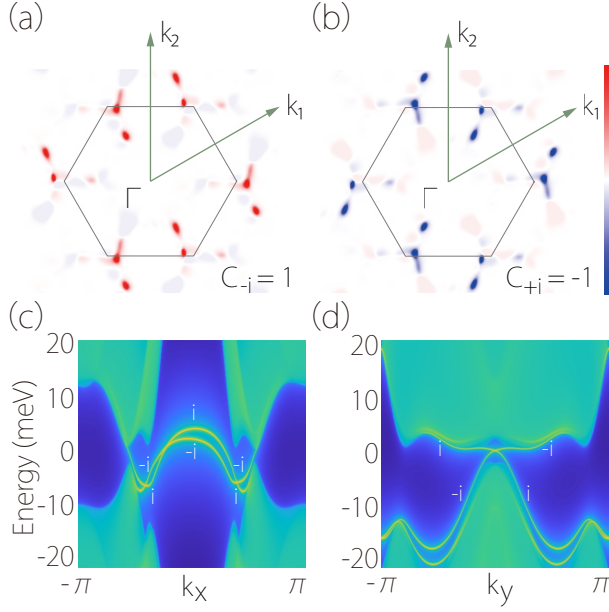 (a)
k2
k1
Γ
C-i = 1
(b)
k2
k1
Γ
C+i = -1
(c)
Energy (meV)
20
10
0
-10
-20
i
-i
-i
-i
i
i
-π
kx
π
(d)
20
10
0
-10
-20
i
-i
-i
i
-π
ky
π